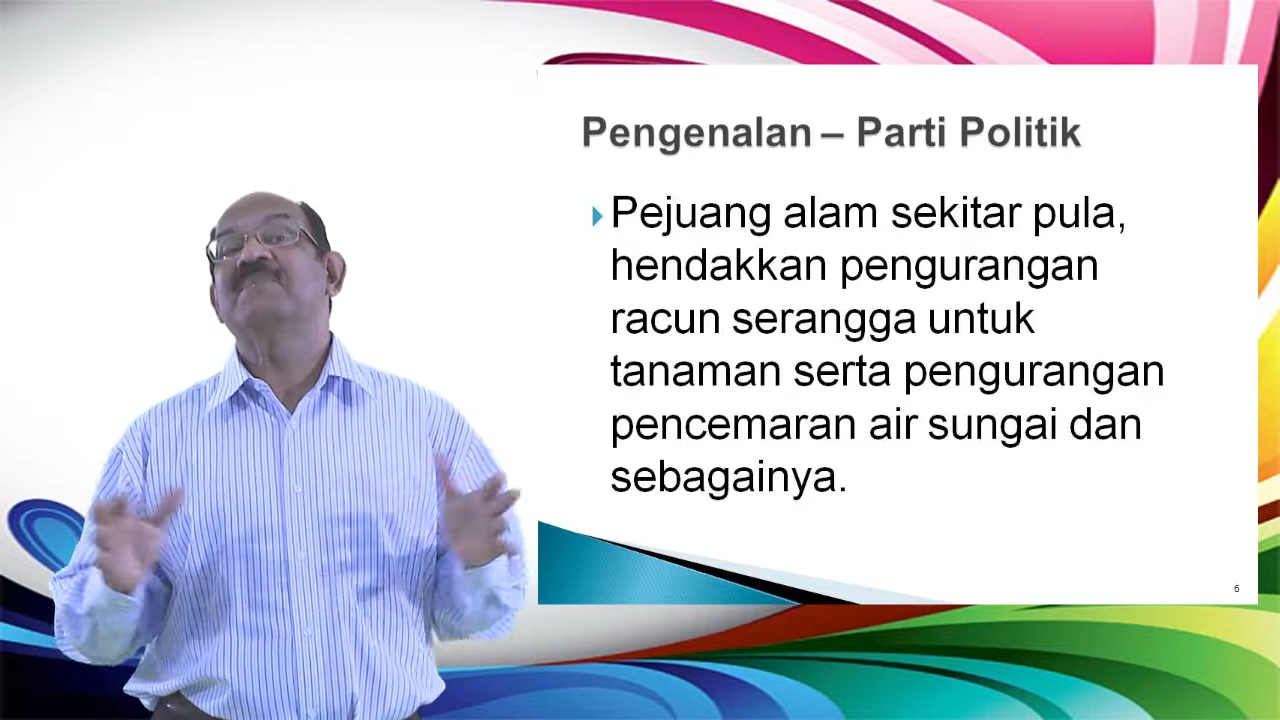 Pengenalan – Parti Politik
Pejuang alam sekitar pula,
hendakkan pengurangan
racun serangga untuk
tanaman serta pengurangan
pencemaran air sungai dan
sebagainya.
6